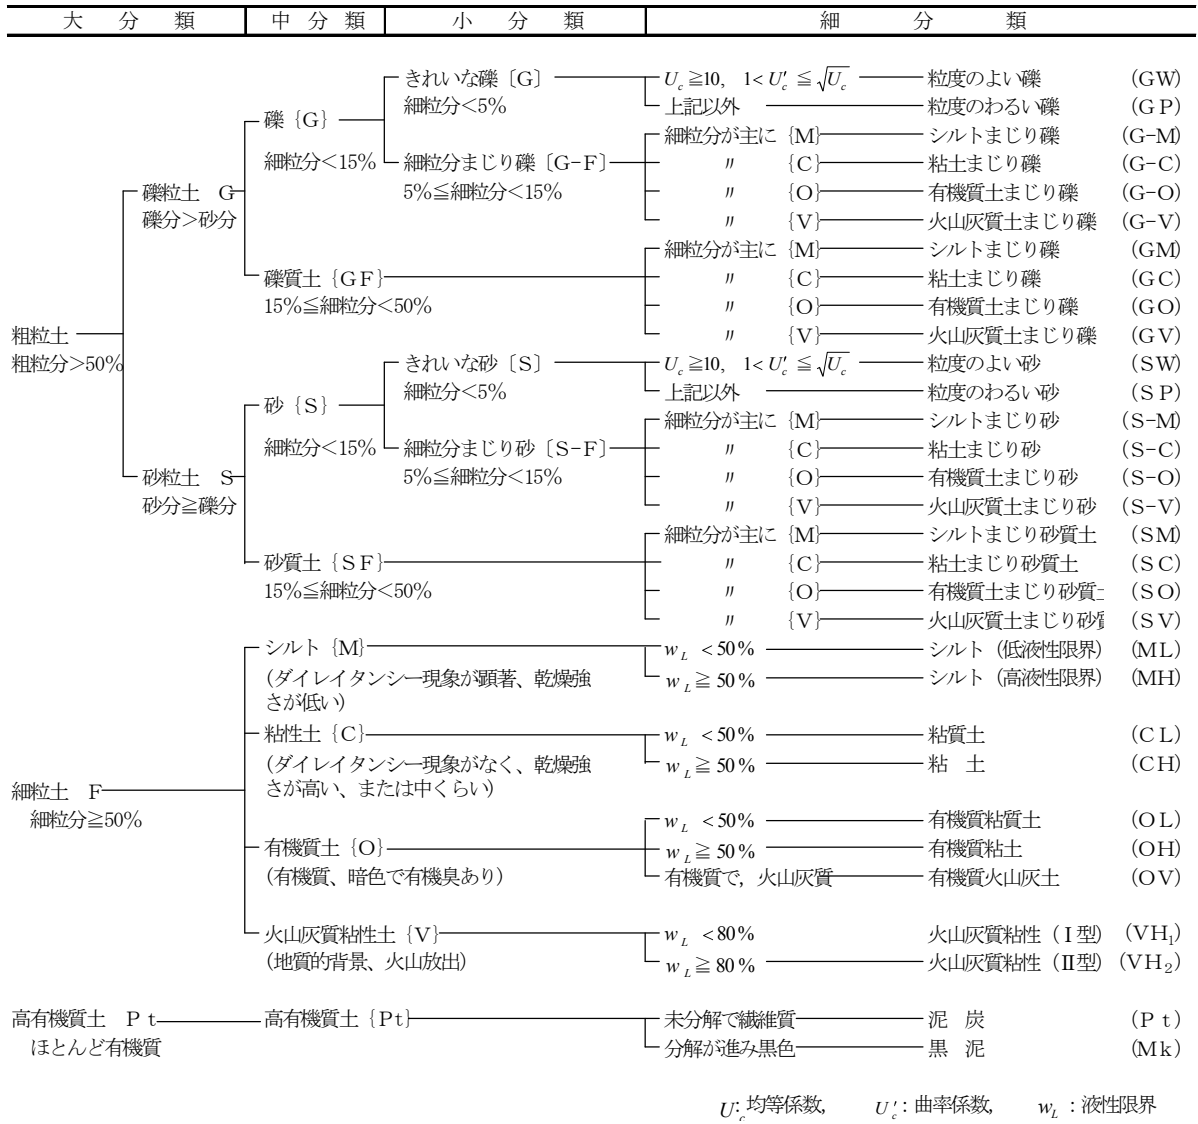 大 分 類 中 分 類 小 分 類 細 分 類
きれいな礫〔G〕 U_c≧10, 1<U′_c≦√U_c 粒度のよい礫 (GW)
細粒分<5% 上記以外 粒度のわるい礫 (GP)
礫{G} 細粒分が主に {M} シルトまじり礫 (G-M)
細粒分<15% 細粒分まじり礫〔G-F〕 〃 {C} 粘土まじり礫 (G-C)
礫粒土 G 5%≦細粒分<15% 〃 {O} 有機質土まじり礫 (G-O)
礫分>砂分 〃 {V} 火山灰質土まじり礫 (G-V)
細粒分が主に {M} シルトまじり礫 (GM)
礫質土{GF} 〃 {C} 粘土まじり礫 (GC)
15%≦細粒分<50% 〃 {O} 有機質土まじり礫 (GO)
粗粒土 〃 {V} 火山灰質土まじり礫 (GV)
粗粒分>50% きれいな砂〔S〕 U_c≧10, 1<U′_c≦√U_c 粒度のよい砂 (SW)
細粒分<5% 上記以外 粒度のわるい砂 (SP)
砂{S} 細粒分が主に {M} シルトまじり砂 (S-M)
細粒分<15% 細粒分まじり砂〔S-F〕 〃 {C} 粘土まじり砂 (S-C)
砂粒土 S 5%≦細粒分<15% 〃 {O} 有機質土まじり砂 (S-O)
砂分≧礫分 〃 {V} 火山灰質土まじり砂 (S-V)
細粒分が主に {M} シルトまじり砂質土 (SM)
砂質土{SF} 〃 {C} 粘土まじり砂質土 (SC)
15%≦細粒分<50% 〃 {O} 有機質土まじり砂質 (SO)
〃 {V} 火山灰質土まじり砂 (SV)
シルト{M} w_L <50% シルト(低液性限界) (ML)
(ダイレイタンシー現象が顕著、乾燥強 w_L≧50% シルト(高液性限界) (MH)
さが低い)
粘性土{C} w_L <50% 粘質土 (CL)
(ダイレイタンシー現象がなく、乾燥強 w_L≧50% 粘 土 (CH)
さが高い、または中くらい)
細粒土 F
細粒分≧50% w_L <50% 有機質粘質土 (OL)
有機質土{O} w_L≧50% 有機質粘土 (OH)
(有機質、暗色で有機臭あり) 有機質で, 火山灰質 有機質火山灰土 (OV)
火山灰質粘性土{V} w_L <80% 火山灰質粘性(Ⅰ型) (VH₁)
(地質的背景、火山放出) w_L≧80% 火山灰質粘性(Ⅱ型) (VH₂)
高有機質土 Pt 高有機質土{Pt} 未分解で繊維質 泥 炭 (Pt)
ほとんど有機質 分解が進み黒色 黒 泥 (Mk)
U_c:均等係数, U′_c:曲率係数, w_L:液性限界